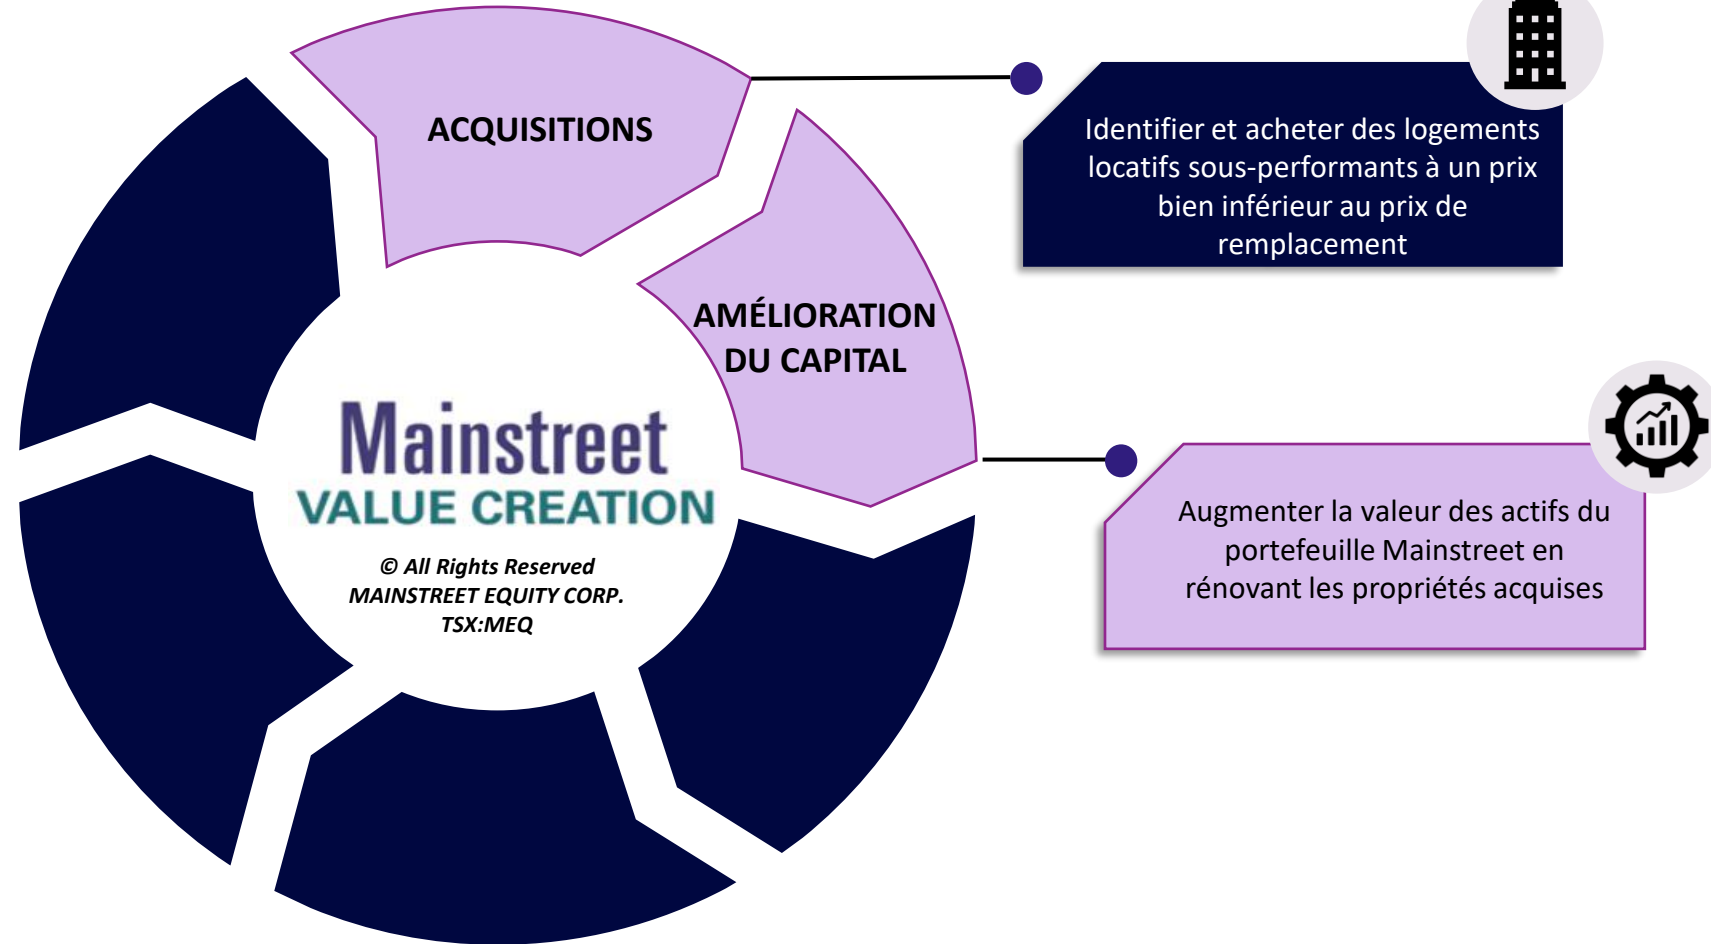 ACQUISITIONS
Identifier et acheter des logements
locatifs sous-performants à un prix
bien inférieur au prix de
remplacement
AMÉLIORATION
DU CAPITAL
Mainstreet
VALUE CREATION
© All Rights Reserved
MAINSTREET EQUITY CORP.
TSX:MEQ
Augmenter la valeur des actifs du
portefeuille Mainstreet en
rénovant les propriétés acquises